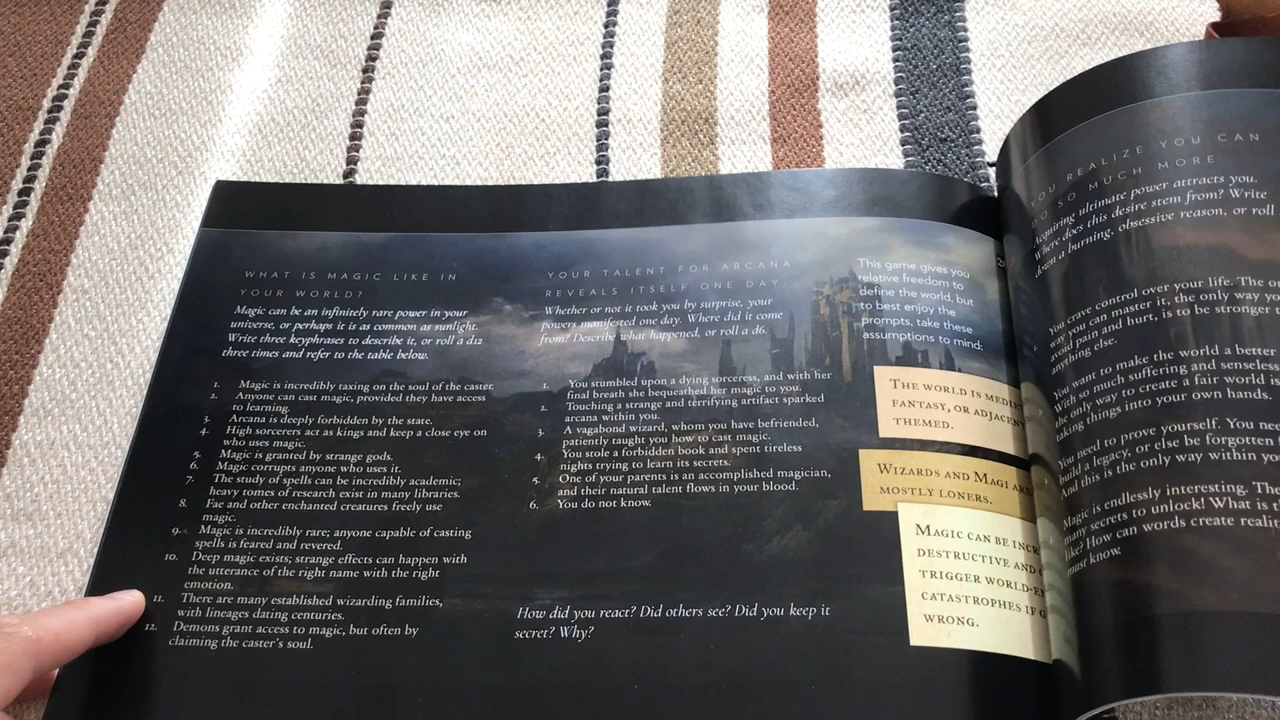 WHAT IS MAGIC LIKE IN
YOUR WORLD?
Magic can be an infinitely rare power in your
universe, or perhaps it is as common as sunlight.
Write three keyphrases to describe it, or roll a d12
three times and refer to the table below.
1. Magic is incredibly taxing on the soul of the caster.
2. Anyone can cast magic, provided they have access
to learning.
3. Arcana is deeply forbidden by the state.
4. High sorcerers act as kings and keep a close eye on
who uses magic.
5. Magic is granted by strange gods.
6. Magic corrupts anyone who uses it.
7. The study of spells can be incredibly academic;
heavy tomes of research exist in many libraries.
8. Fae and other enchanted creatures freely use
magic.
9. Magic is incredibly rare; anyone capable of casting
spells is feared and revered.
10. Deep magic exists; strange effects can happen with
the utterance of the right name with the right
emotion.
11. There are many established wizarding families,
with lineages dating centuries.
12. Demons grant access to magic, but often by
claiming the caster's soul.
YOUR TALENT FOR ARCANA
REVEALS ITSELF ONE DAY
Whether or not it took you by surprise, your
powers manifested one day. Where did it come
from? Describe what happened, or roll a d6.
1. You stumbled upon a dying sorceress, and with her
final breath she bequeathed her magic to you.
2. Touching a strange and terrifying artifact sparked
arcana within you.
3. A vagabond wizard, whom you have befriended,
patiently taught you how to cast magic.
4. You stole a forbidden book and spent tireless
nights trying to learn its secrets.
5. One of your parents is an accomplished magician,
and their natural talent flows in your blood.
6. You do not know.
How did you react? Did others see? Did you keep it
secret? Why?
This game gives you
relative freedom to
define the world, but
to best enjoy the
prompts, take these
assumptions to mind:
THE WORLD IS
FANTASY, OR ADJACEN
THEMED.
WIZARDS AND MAGI ARE
MOSTLY LONERS.
MAGIC CAN BE INCR
DESTRUCTIVE AND
TRIGGER WORLD-
CATASTROPHES IF
WRONG.
YOU REALIZE YOU CAN
SO MUCH MORE
Acquiring ultimate power attracts you.
Where does this desire stem from? Write
down a burning, obsessive reason, or roll
You crave control over your life. The
way you can master it, the only way
avoid pain and hurt, is to be stronger
anything else.
You want to make the world a better
With so much suffering and senseless
the only way to create a fair world is
taking things into your own hands.
You need to prove yourself. You
build a legacy, or else be forgotten
And this is the only way within
Magic is endlessly interesting.
many secrets to unlock! What is
like? How can words create
must know.